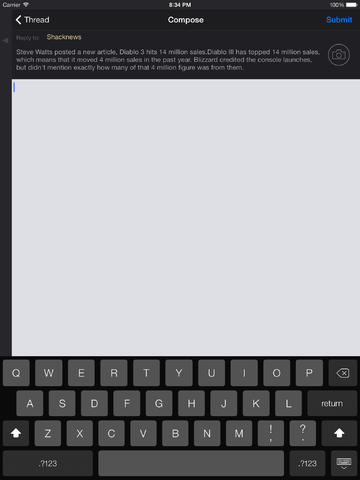 Carrier 8:34 PM 100%
Thread Compose Submit
Reply to: Shacknews
Steve Watts posted a new article, Diablo 3 hits 14 million sales.Diablo III has topped 14 million sales,
which means that it moved 4 million sales in the past year. Blizzard credited the console launches,
but didn't mention exactly how many of that 4 million figure was from them.
Q W E R T Y U I O P
A S D F G H J K L return
Z X C V B N M ! , ? .
.?123 .?123